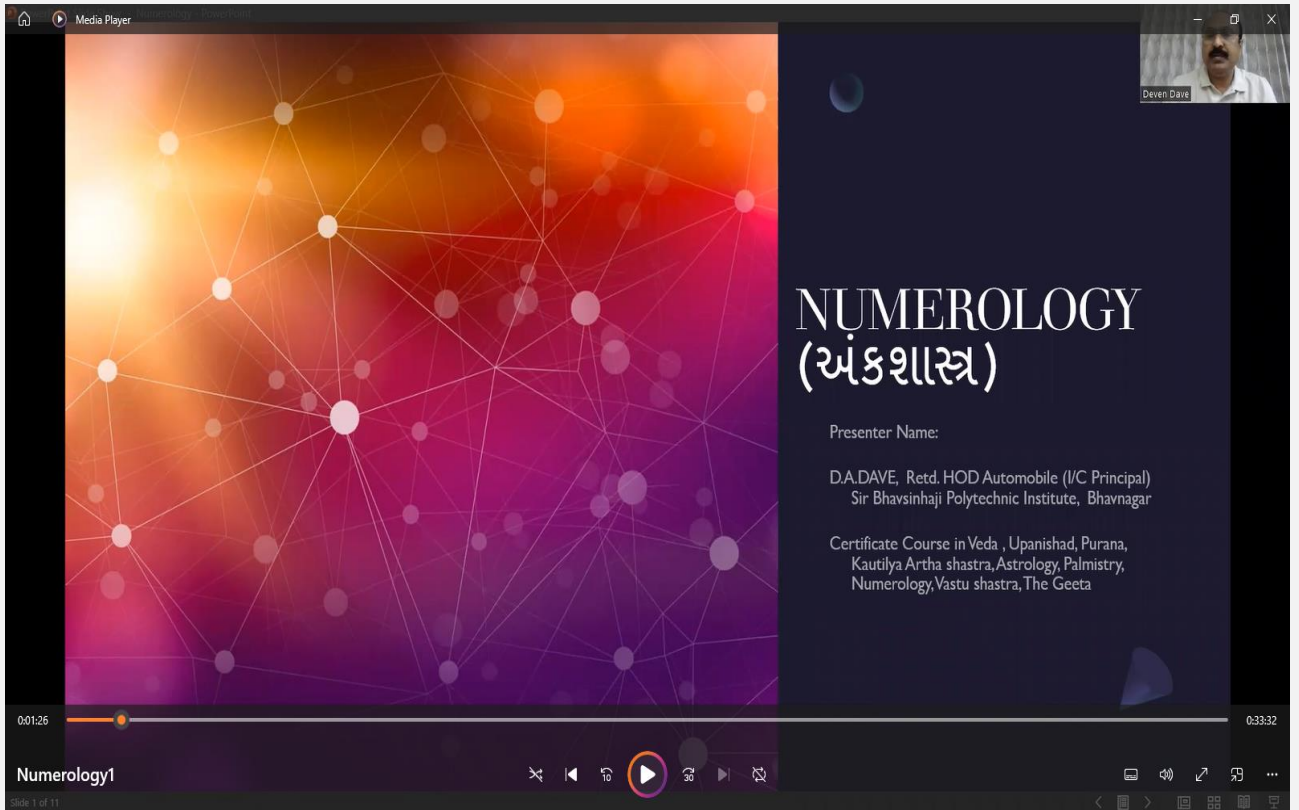 Media Player
Deven Dave
NUMEROLOGY
(અંકશાસ્ત્ર)
Presenter Name:
D.A.DAVE, Retd. HOD Automobile (I/C Principal)
Sir Bhavsinhaji Polytechnic Institute, Bhavnagar
Certificate Course in Veda , Upanishad, Purana,
Kautilya Artha shastra, Astrology, Palmistry,
Numerology, Vastu shastra, The Geeta
0:01:26
0:33:32
10
30
Numerology1
Slide 1 of 11